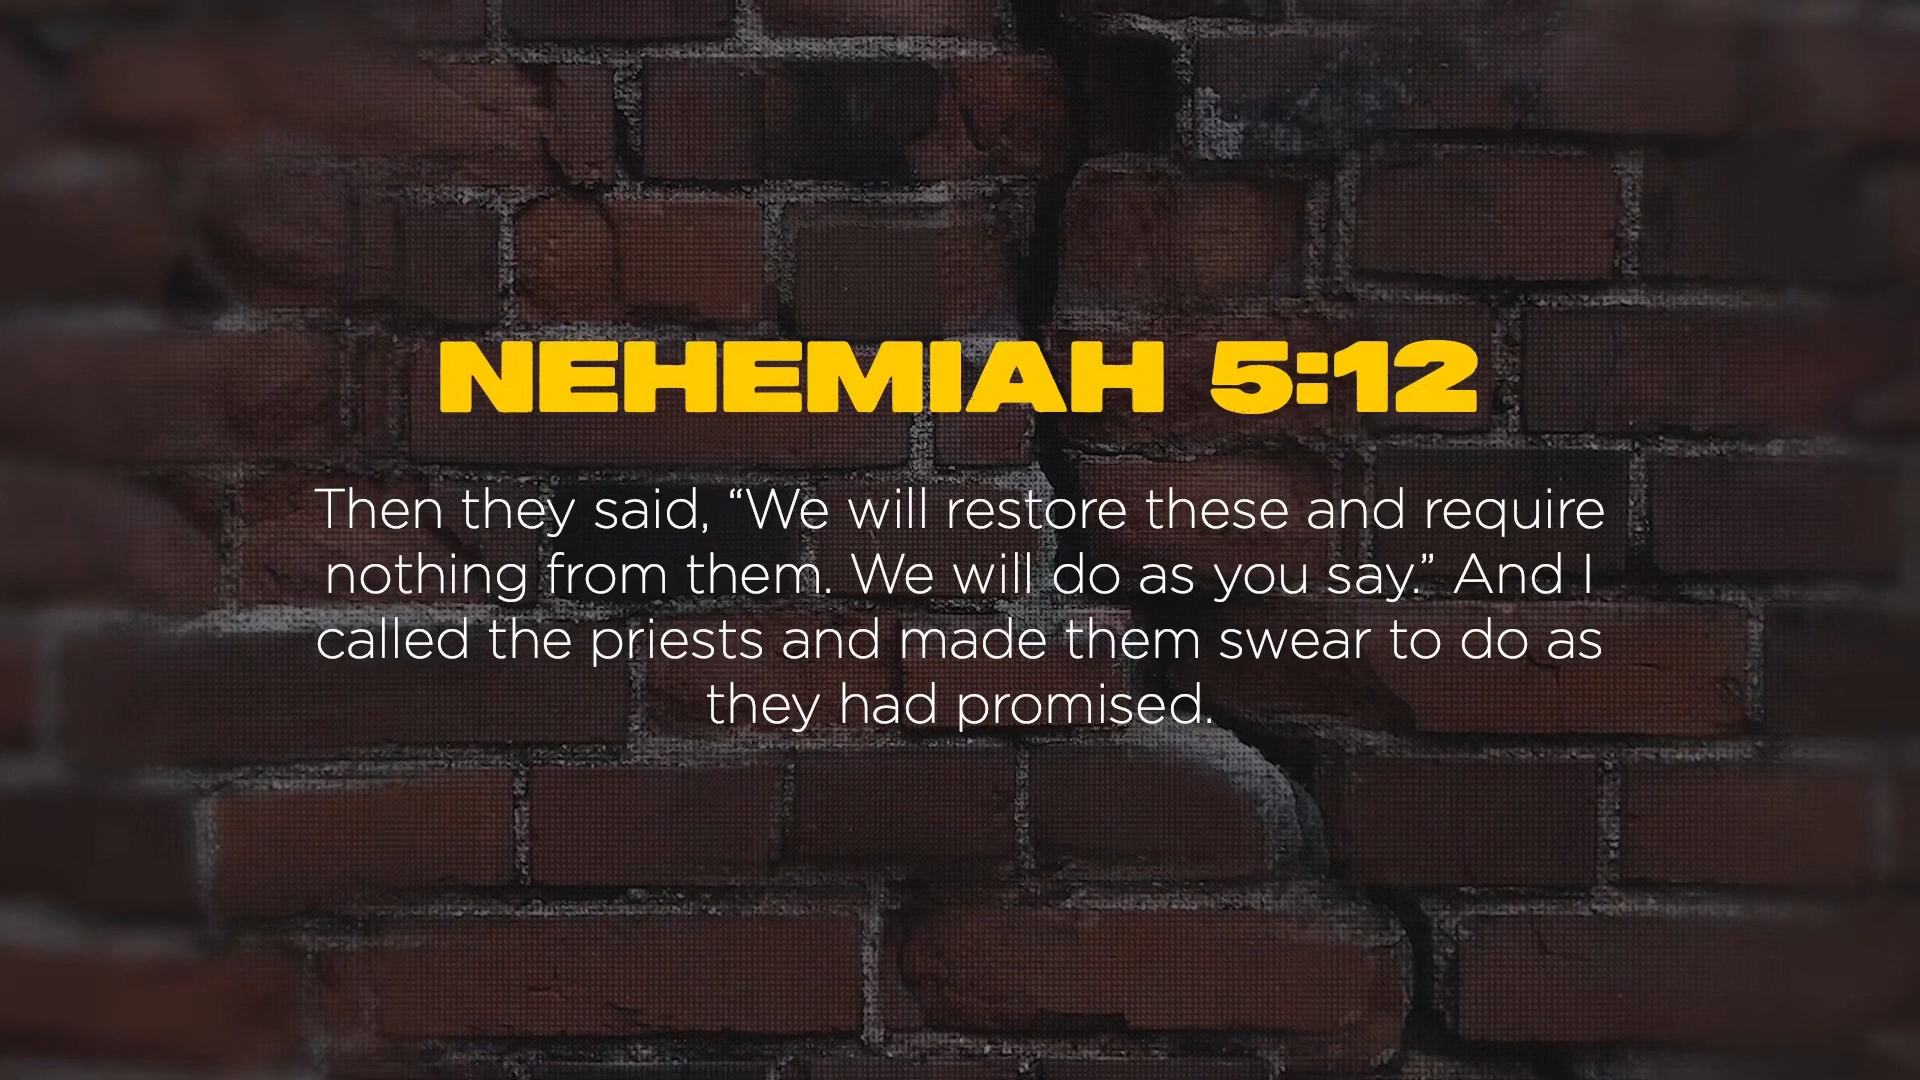 NEHEMIAH 5:12
Then they said, “We will restore these and require
nothing from them. We will do as you say.” And I
called the priests and made them swear to do as
they had promised.